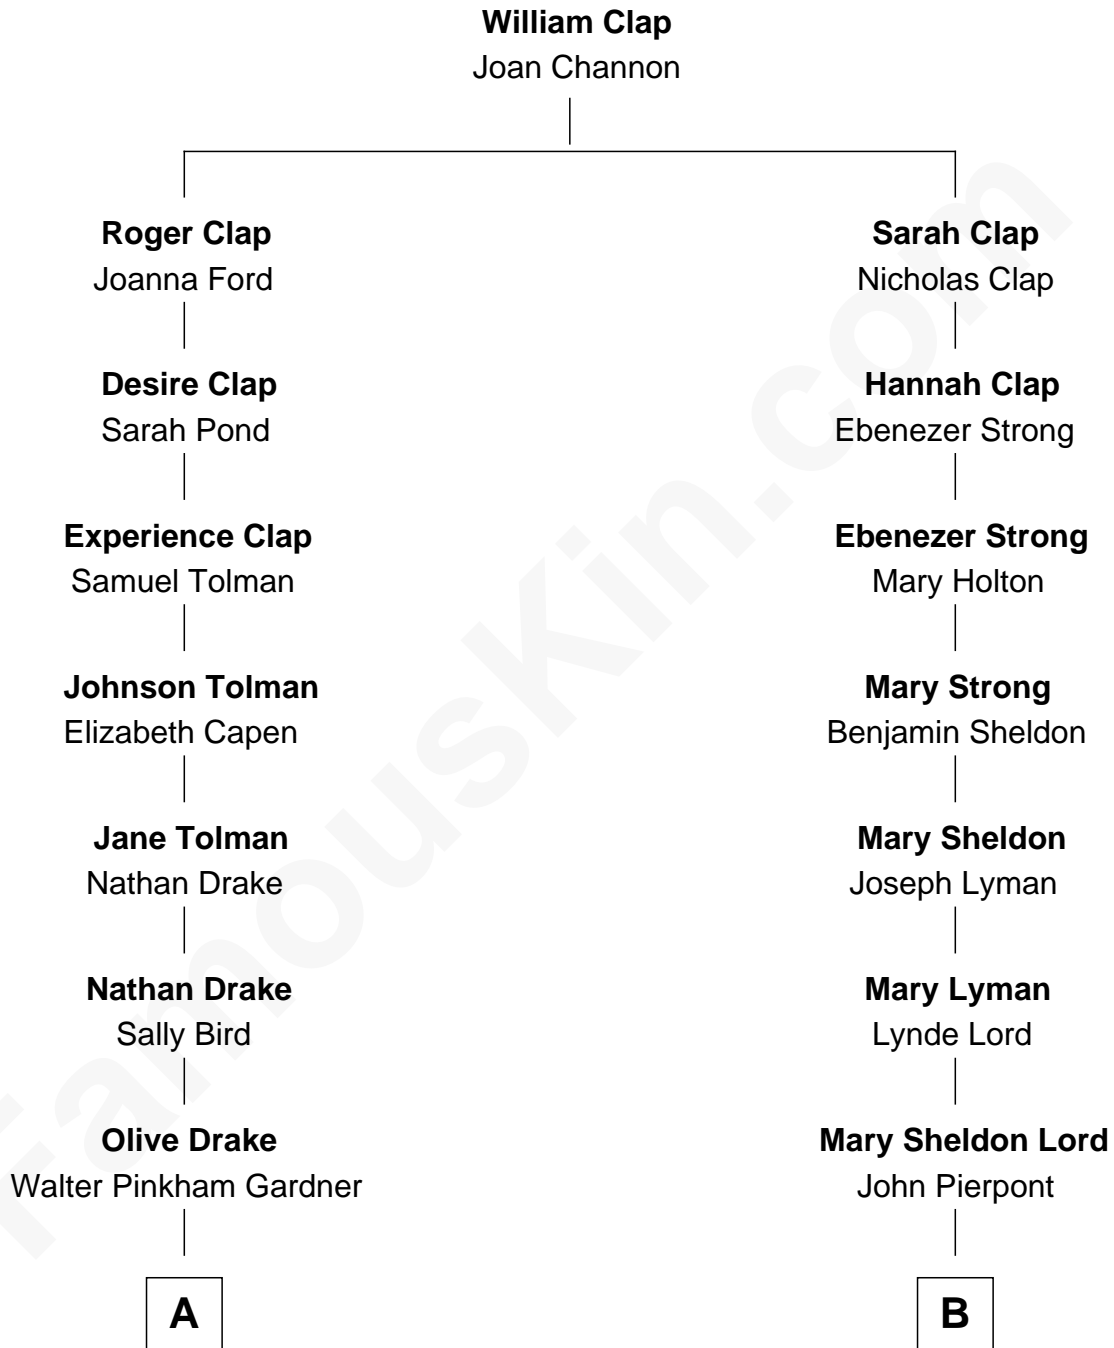 William Clap
Joan Channon
Roger Clap
Joanna Ford
Desire Clap
Sarah Pond
Experience Clap
Samuel Tolman
Johnson Tolman
Elizabeth Capen
Jane Tolman
Nathan Drake
Nathan Drake
Sally Bird
Olive Drake
Walter Pinkham Gardner
A
Sarah Clap
Nicholas Clap
Hannah Clap
Ebenezer Strong
Ebenezer Strong
Mary Holton
Mary Strong
Benjamin Sheldon
Mary Sheldon
Joseph Lyman
Mary Lyman
Lynde Lord
Mary Sheldon Lord
John Pierpont
B
FamousKin.com